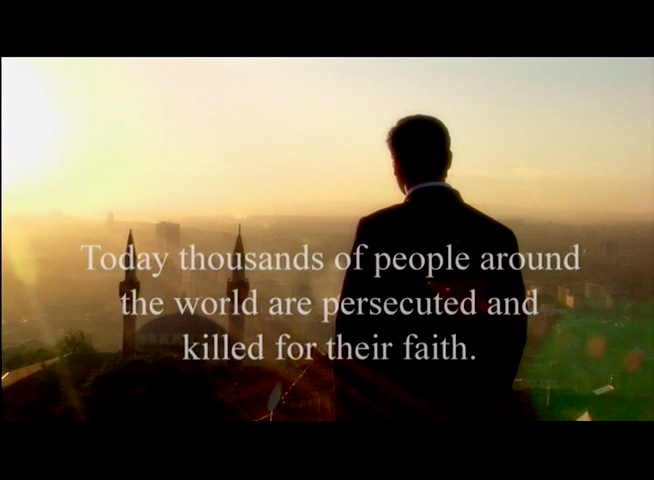 Today thousands of people around
the world are persecuted and
killed for their faith.